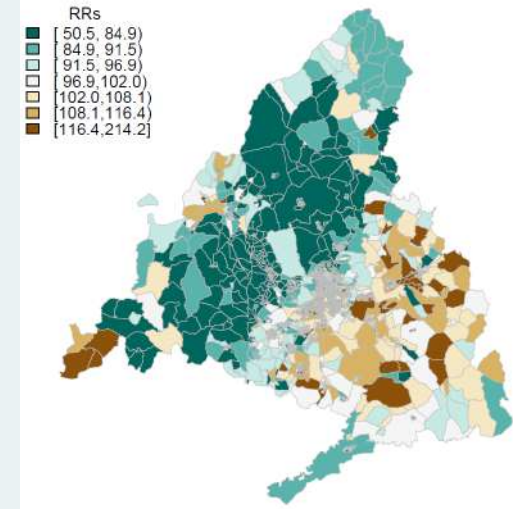 RRs
[ 50.5, 84.9)
[ 84.9, 91.5)
[ 91.5, 96.9)
[ 96.9,102.0)
[102.0,108.1)
[108.1,116.4)
[116.4,214.2]